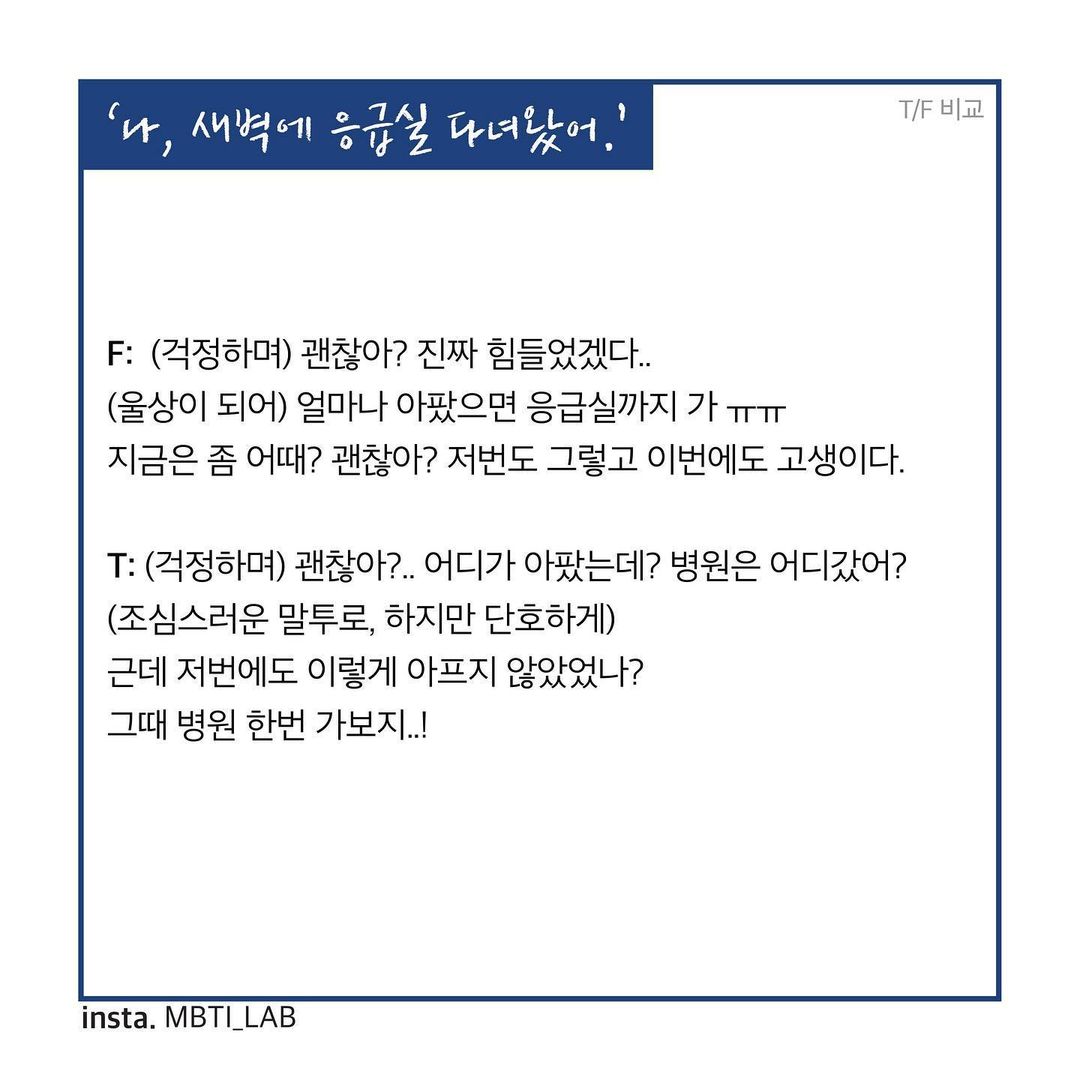 '나, 새벽에 응급실 다녀왔어.'
T/F 비교
F: (걱정하며) 괜찮아? 진짜 힘들었겠다..
(울상이 되어) 얼마나 아팠으면 응급실까지 가 ㅠㅠ
지금은 좀 어때? 괜찮아? 저번도 그렇고 이번에도 고생이다.
T: (걱정하며) 괜찮아?.. 어디가 아팠는데? 병원은 어디갔어?
(조심스러운 말투로, 하지만 단호하게)
근데 저번에도 이렇게 아프지 않았었나?
그때 병원 한번 가보지..!
insta. MBTI_LAB